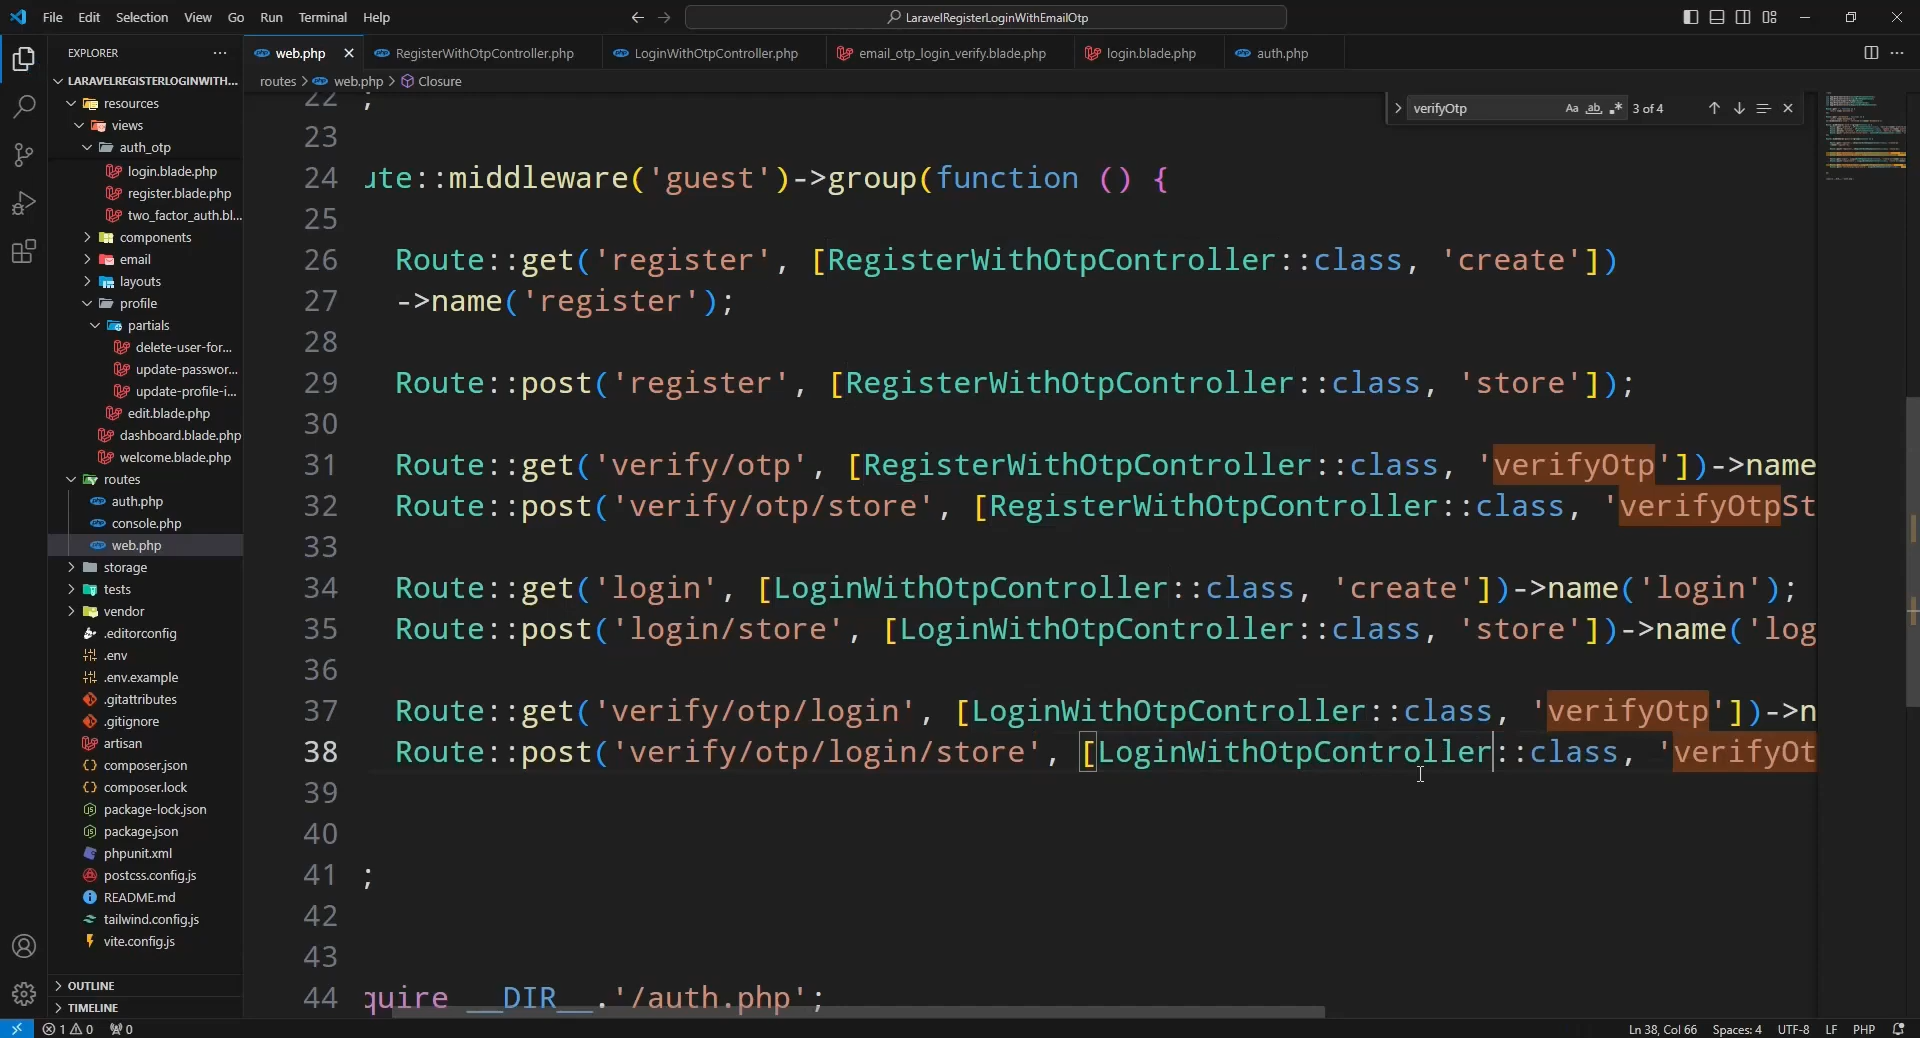 File Edit Selection View Go Run Terminal Help
LaravelRegisterLoginWithEmailOtp
EXPLORER
web.php
RegisterWithOtpController.php
LoginWithOtpController.php
email_otp_login_verify.blade.php
login.blade.php
auth.php
routes > web.php > Closure
LARAVELREGISTERLOGINWITH...
resources
views
auth_otp
login.blade.php
register.blade.php
two_factor_auth.bl...
components
email
layouts
profile
partials
delete-user-for...
update-passwor...
update-profile-i...
edit.blade.php
dashboard.blade.php
welcome.blade.php
routes
auth.php
console.php
web.php
storage
tests
vendor
.editorconfig
.env
.env.example
.gitattributes
.gitignore
artisan
composer.json
composer.lock
package-lock.json
package.json
phpunit.xml
postcss.config.js
README.md
tailwind.config.js
vite.config.js
OUTLINE
TIMELINE
verifyOtp Aa ab .* 3 of 4
22 ;
23
24 ute::middleware('guest')->group(function () {
25
26 Route::get('register', [RegisterWithOtpController::class, 'create'])
27 ->name('register');
28
29 Route::post('register', [RegisterWithOtpController::class, 'store']);
30
31 Route::get('verify/otp', [RegisterWithOtpController::class, 'verifyOtp'])->name
32 Route::post('verify/otp/store', [RegisterWithOtpController::class, 'verifyOtpSt
33
34 Route::get('login', [LoginWithOtpController::class, 'create'])->name('login');
35 Route::post('login/store', [LoginWithOtpController::class, 'store'])->name('log
36
37 Route::get('verify/otp/login', [LoginWithOtpController::class, 'verifyOtp'])->n
38 Route::post('verify/otp/login/store', [LoginWithOtpController::class, 'verifyOt
39
40
41 ;
42
43
44 quire __DIR__.'/auth.php';
1 0 0
Ln 38, Col 66 Spaces: 4 UTF-8 LF PHP